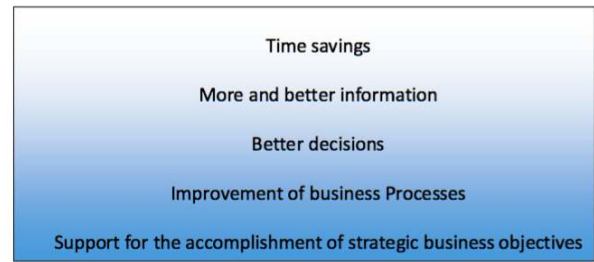 Time savings
More and better information
Better decisions
Improvement of business Processes
Support for the accomplishment of strategic business objectives